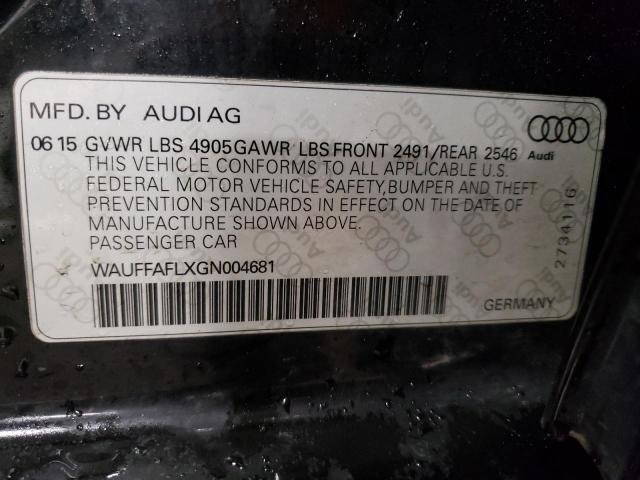 MFD. BY AUDI AG
06 15 GVWR LBS 4905 GAWR LBS FRONT 2491/REAR 2546
THIS VEHICLE CONFORMS TO ALL APPLICABLE U.S.
FEDERAL MOTOR VEHICLE SAFETY, BUMPER AND THEFT
PREVENTION STANDARDS IN EFFECT ON THE DATE OF
MANUFACTURE SHOWN ABOVE.
PASSENGER CAR
WAUFFAFLXGN004681
Audi
2734116
GERMANY